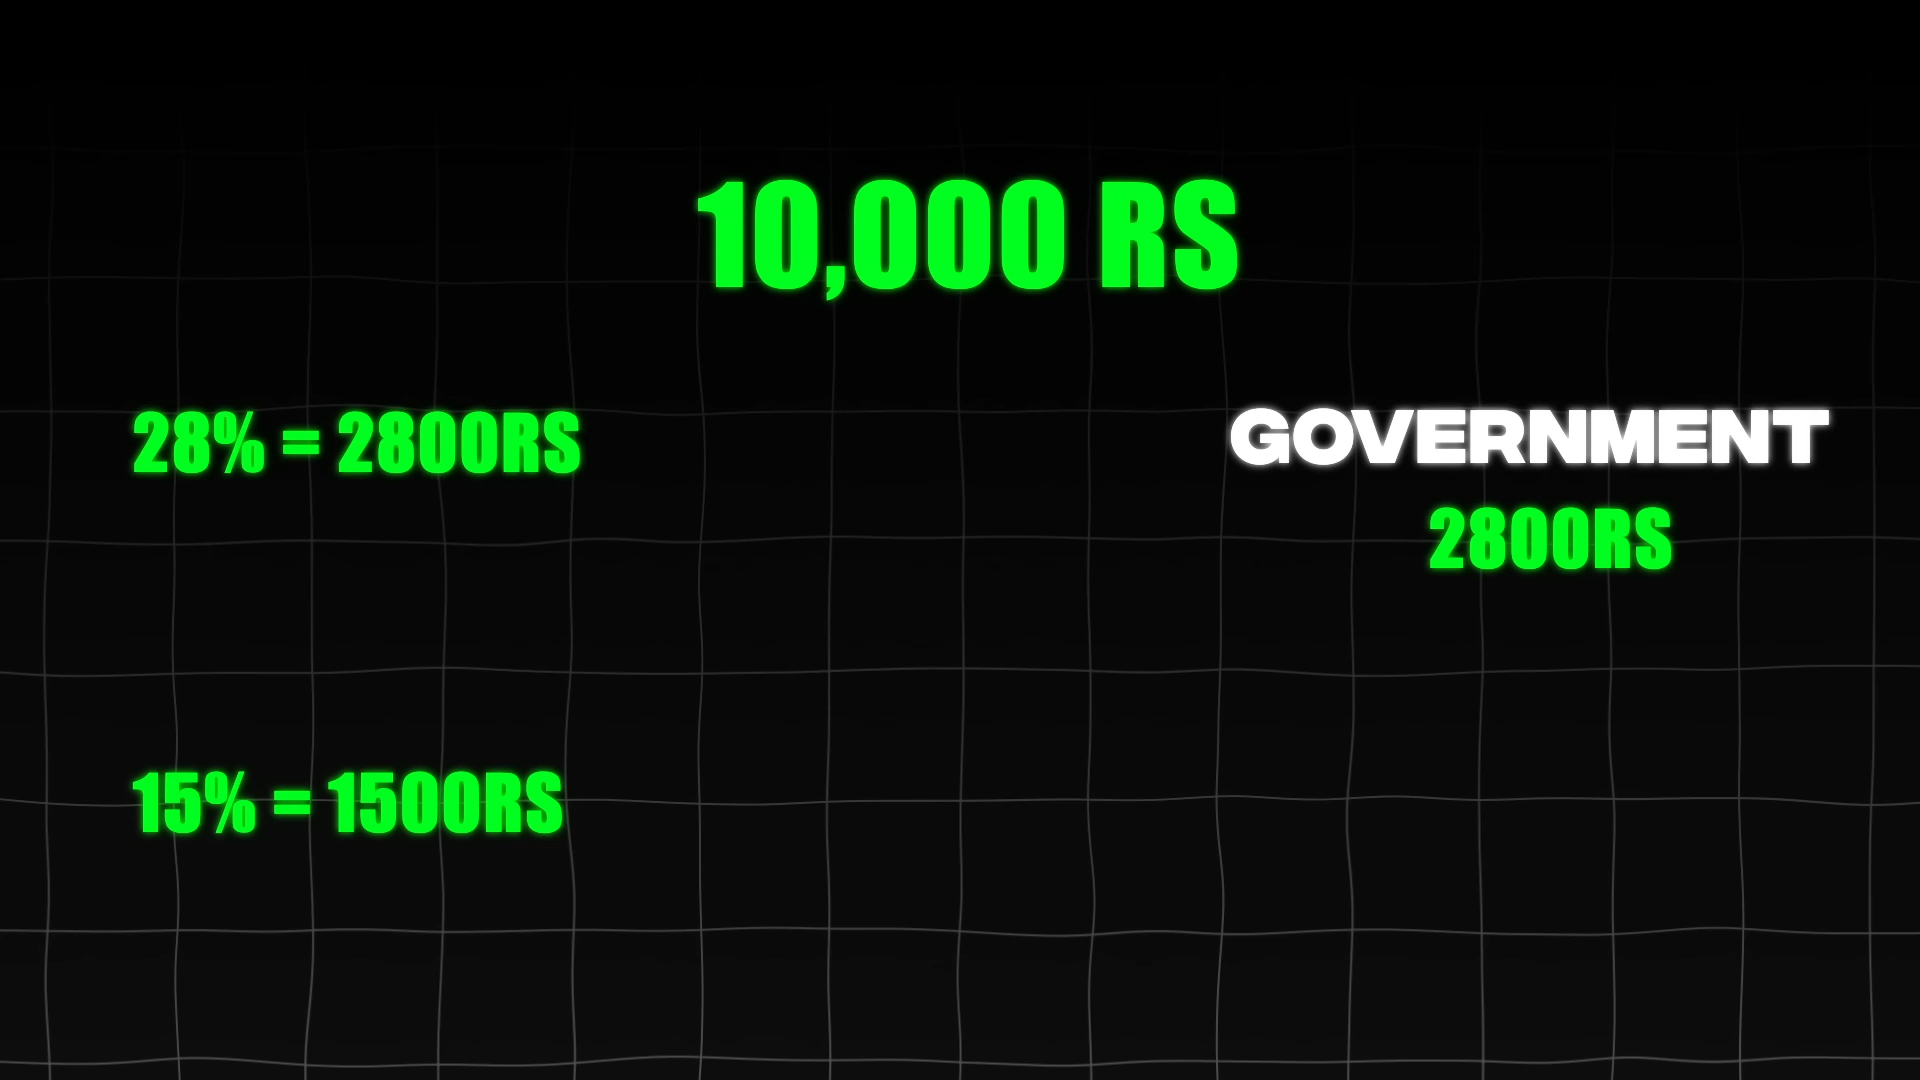 10,000 RS
28% = 2800RS
GOVERNMENT
2800RS
15% = 1500RS